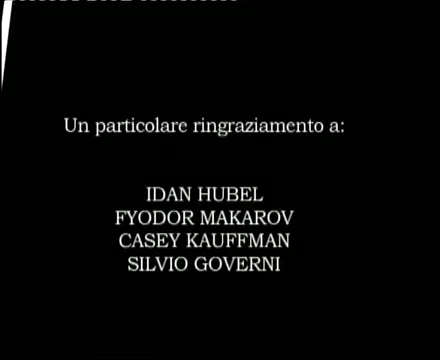 Un particolare ringraziamento a:
IDAN HUBEL
FYODOR MAKAROV
CASEY KAUFFMAN
SILVIO GOVERNI